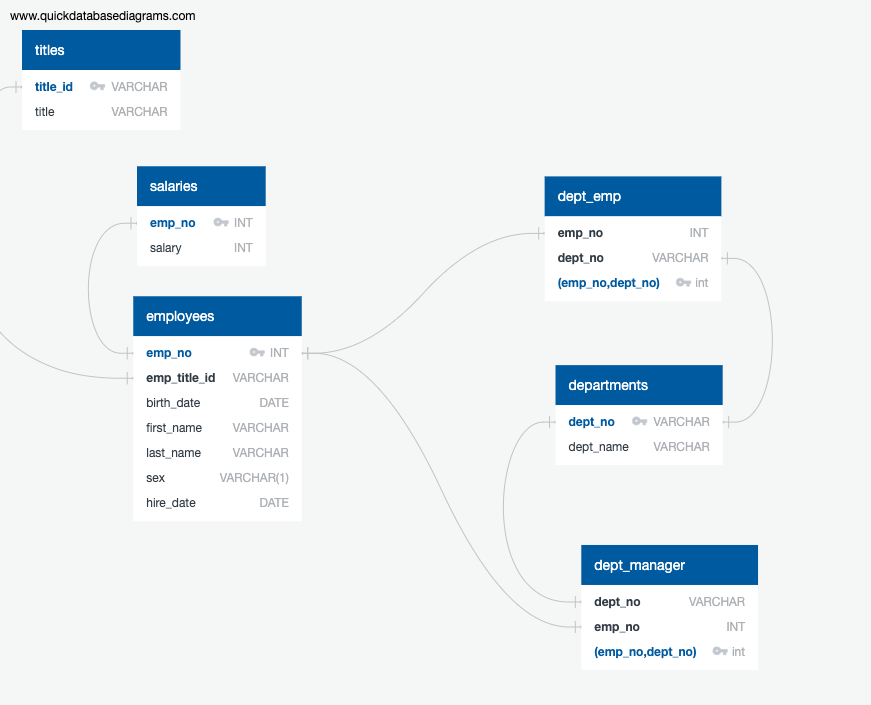 www.quickdatabasediagrams.com
titles
title_id VARCHAR
title VARCHAR
salaries
emp_no INT
salary INT
employees
emp_no INT
emp_title_id VARCHAR
birth_date DATE
first_name VARCHAR
last_name VARCHAR
sex VARCHAR(1)
hire_date DATE
dept_emp
emp_no INT
dept_no VARCHAR
(emp_no,dept_no) int
departments
dept_no VARCHAR
dept_name VARCHAR
dept_manager
dept_no VARCHAR
emp_no INT
(emp_no,dept_no) int